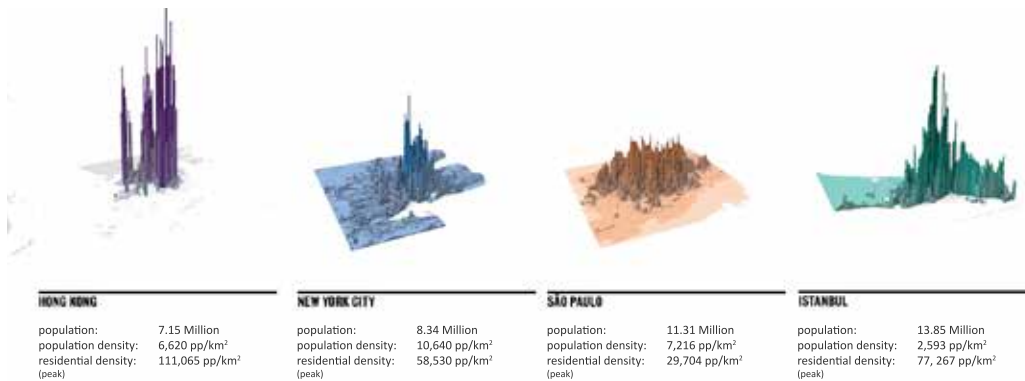 HONG KONG
population: 7.15 Million
population density: 6,620 pp/km²
residential density: 111,065 pp/km²
(peak)
NEW YORK CITY
population: 8.34 Million
population density: 10,640 pp/km²
residential density: 58,530 pp/km²
(peak)
SÃO PAULO
population: 11.31 Million
population density: 7,216 pp/km²
residential density: 29,704 pp/km²
(peak)
ISTANBUL
population: 13.85 Million
population density: 2,593 pp/km²
residential density: 77, 267 pp/km²
(peak)